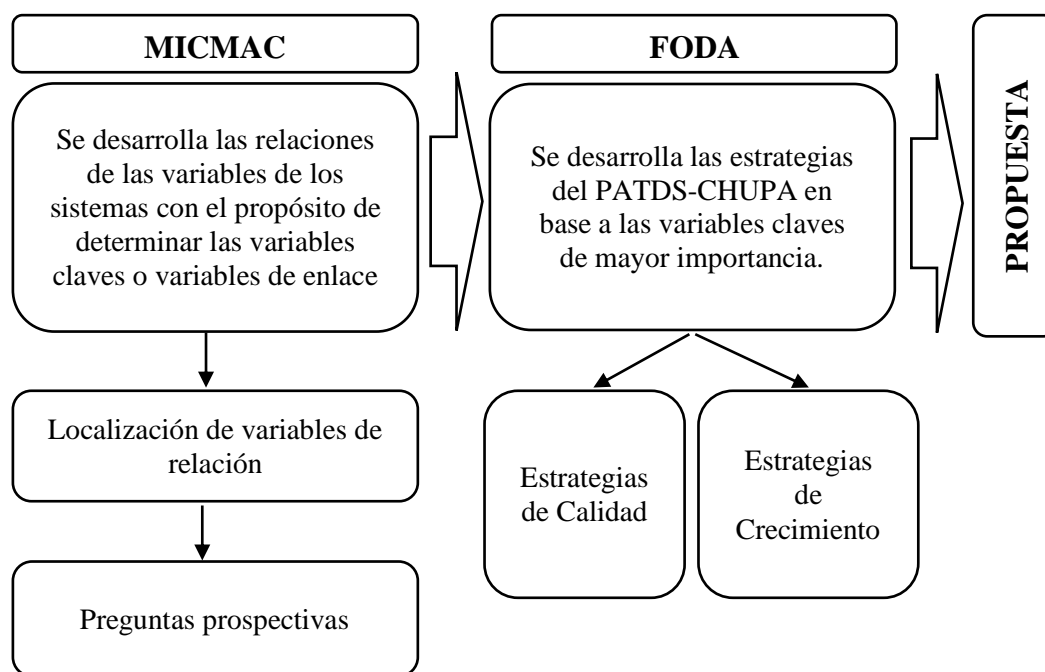 MICMAC
Se desarrolla las relaciones
de las variables de los
sistemas con el propósito de
determinar las variables
claves o variables de enlace
Localización de variables de
relación
Preguntas prospectivas
FODA
Se desarrolla las estrategias
del PATDS-CHUPA en
base a las variables claves
de mayor importancia.
Estrategias
de Calidad
Estrategias
de
Crecimiento
PROPUESTA